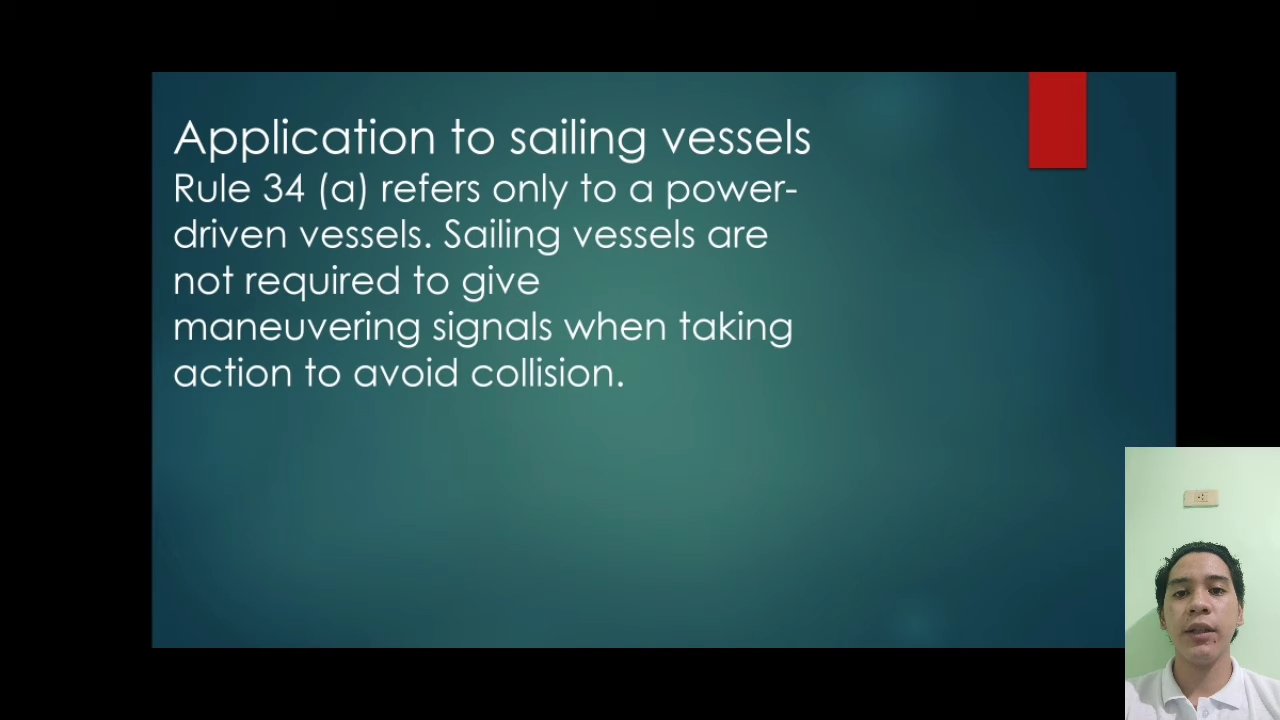 Application to sailing vessels
Rule 34 (a) refers only to a power-
driven vessels. Sailing vessels are
not required to give
maneuvering signals when taking
action to avoid collision.